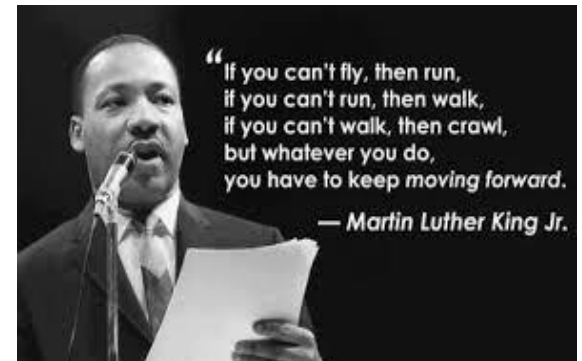 “If you can't fly, then run,
if you can't run, then walk,
if you can't walk, then crawl,
but whatever you do,
you have to keep moving forward.
— Martin Luther King Jr.